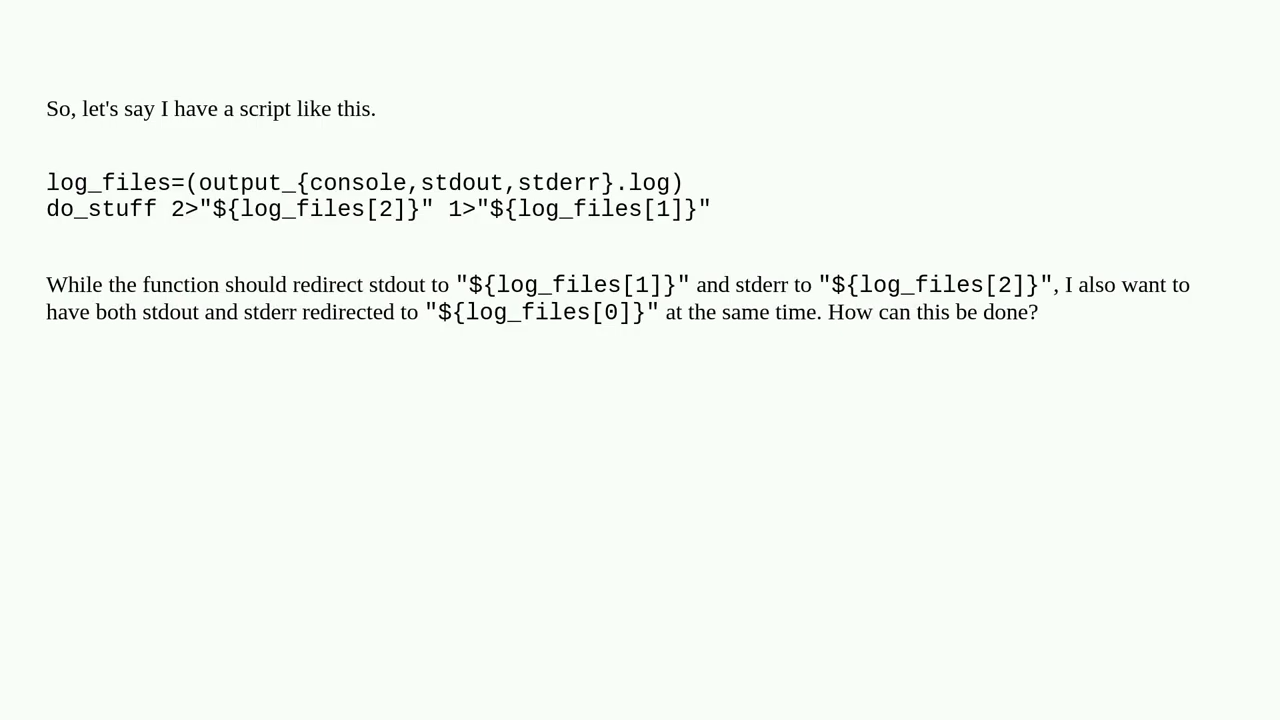 So, let's say I have a script like this.
log_files=(output_{console,stdout,stderr}.log)
do_stuff 2>"${log_files[2]}" 1>"${log_files[1]}"
While the function should redirect stdout to "${log_files[1]}" and stderr to "${log_files[2]}", I also want to
have both stdout and stderr redirected to "${log_files[0]}" at the same time. How can this be done?